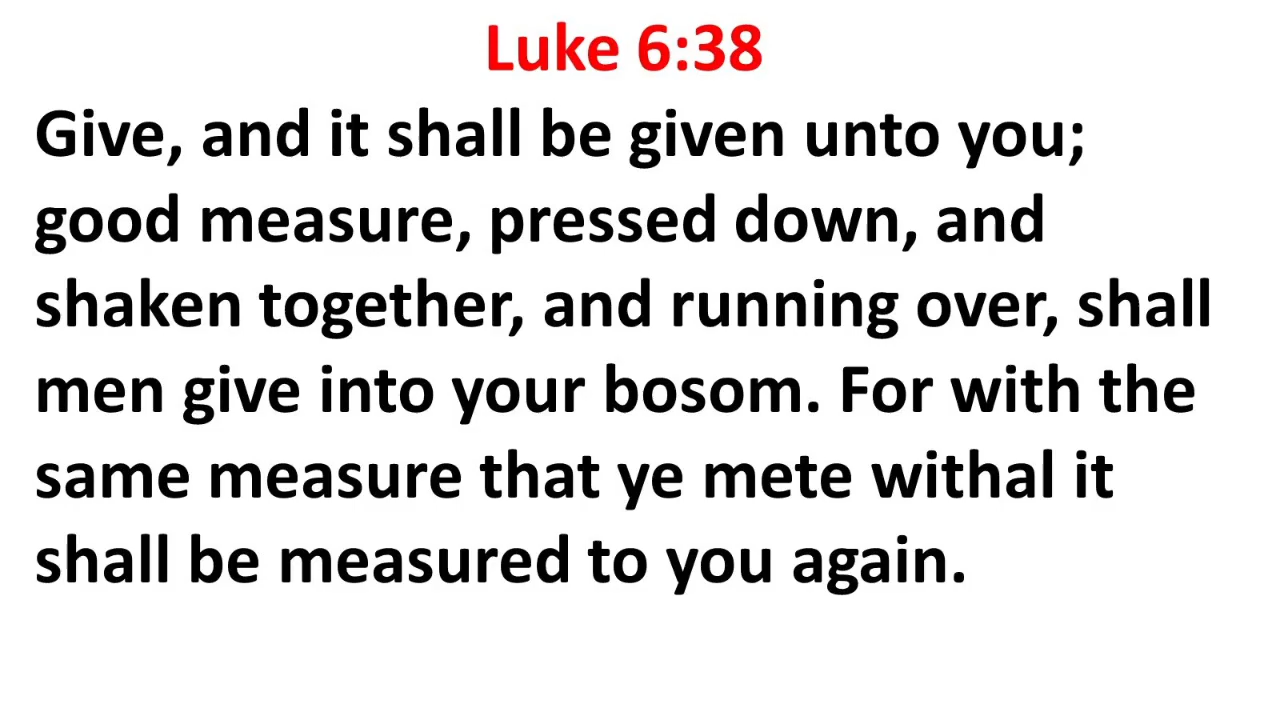 Luke 6:38
Give, and it shall be given unto you;
good measure, pressed down, and
shaken together, and running over, shall
men give into your bosom. For with the
same measure that ye mete withal it
shall be measured to you again.